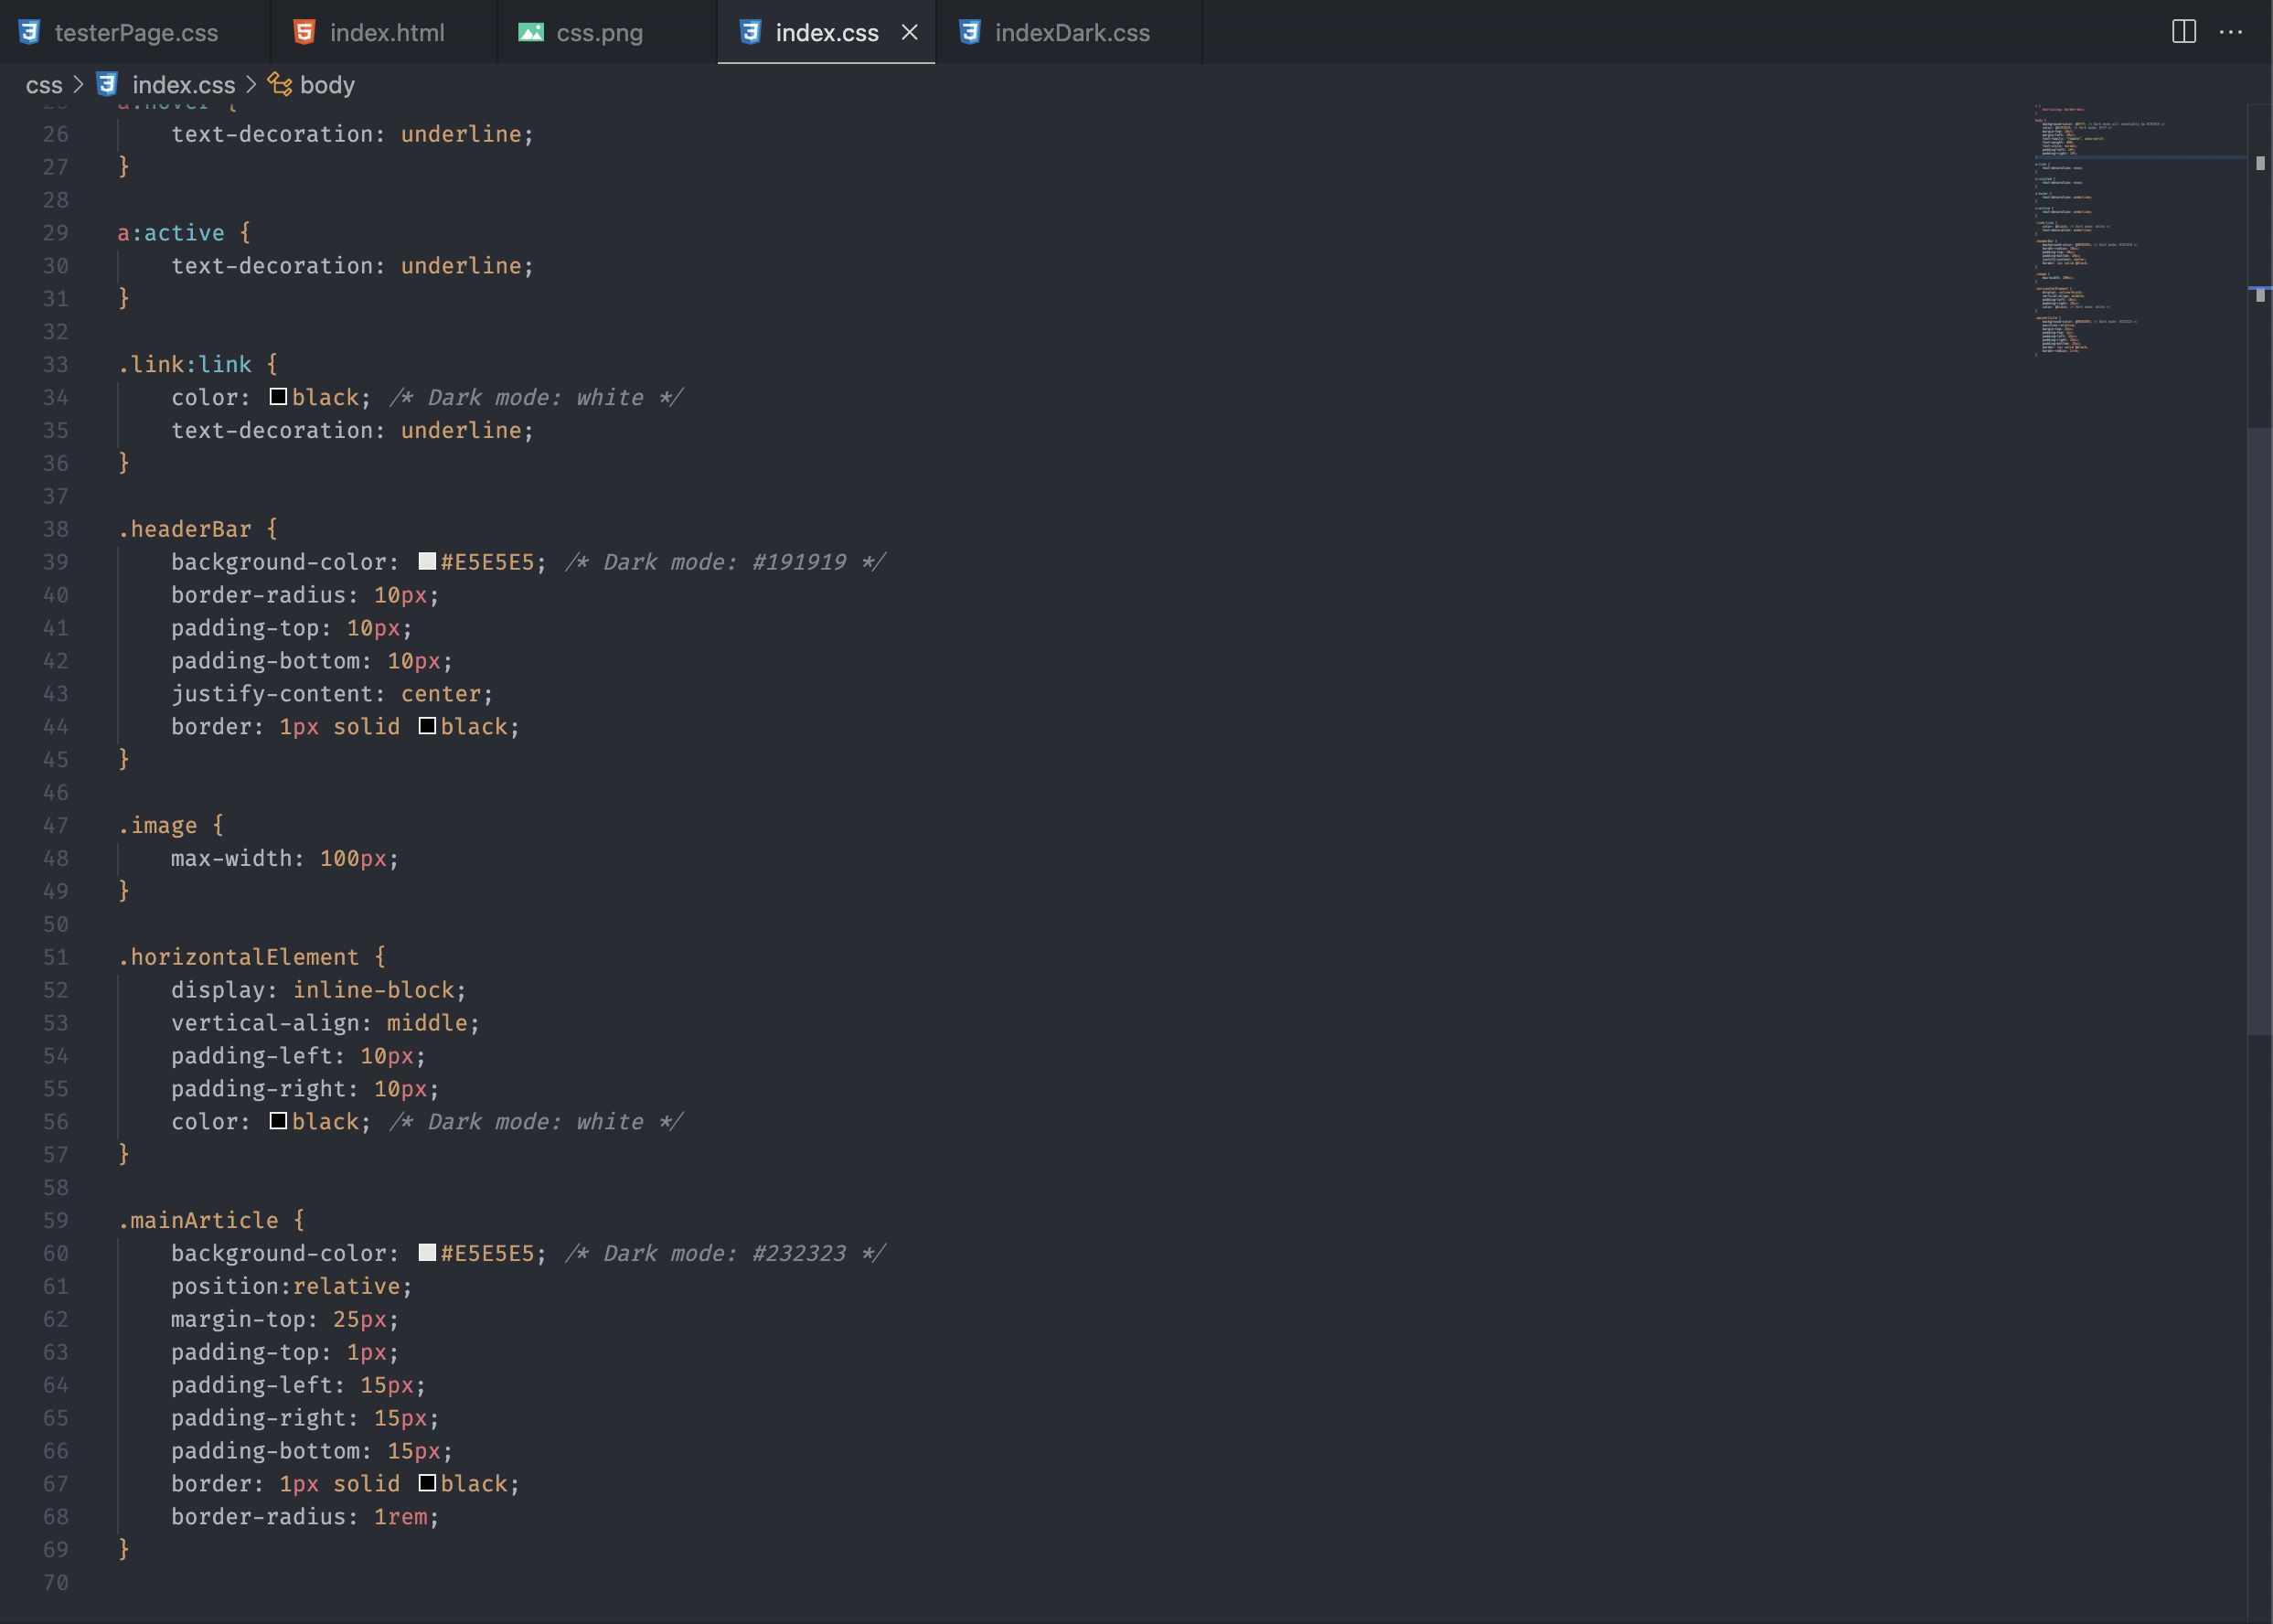 testerPage.css index.html css.png index.css indexDark.css
css > index.css > body
25 a:hover {
26 text-decoration: underline;
27 }
28
29 a:active {
30 text-decoration: underline;
31 }
32
33 .link:link {
34 color: black; /* Dark mode: white */
35 text-decoration: underline;
36 }
37
38 .headerBar {
39 background-color: #E5E5E5; /* Dark mode: #191919 */
40 border-radius: 10px;
41 padding-top: 10px;
42 padding-bottom: 10px;
43 justify-content: center;
44 border: 1px solid black;
45 }
46
47 .image {
48 max-width: 100px;
49 }
50
51 .horizontalElement {
52 display: inline-block;
53 vertical-align: middle;
54 padding-left: 10px;
55 padding-right: 10px;
56 color: black; /* Dark mode: white */
57 }
58
59 .mainArticle {
60 background-color: #E5E5E5; /* Dark mode: #232323 */
61 position:relative;
62 margin-top: 25px;
63 padding-top: 1px;
64 padding-left: 15px;
65 padding-right: 15px;
66 padding-bottom: 15px;
67 border: 1px solid black;
68 border-radius: 1rem;
69 }
70